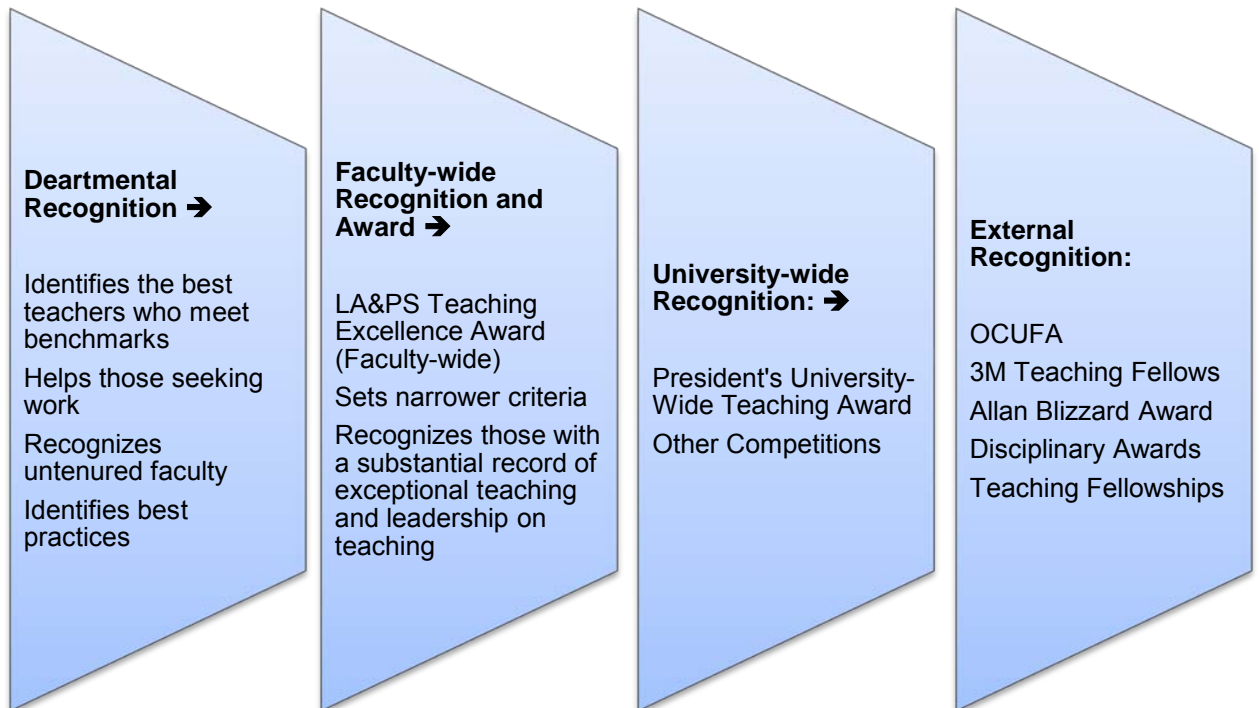 Deartmental
Recognition ➔
Identifies the best
teachers who meet
benchmarks
Helps those seeking
work
Recognizes
untenured faculty
Identifies best
practices
Faculty-wide
Recognition and
Award ➔
LA&PS Teaching
Excellence Award
(Faculty-wide)
Sets narrower criteria
Recognizes those with
a substantial record of
exceptional teaching
and leadership on
teaching
University-wide
Recognition: ➔
President's University-
Wide Teaching Award
Other Competitions
External
Recognition:
OCUFA
3M Teaching Fellows
Allan Blizzard Award
Disciplinary Awards
Teaching Fellowships